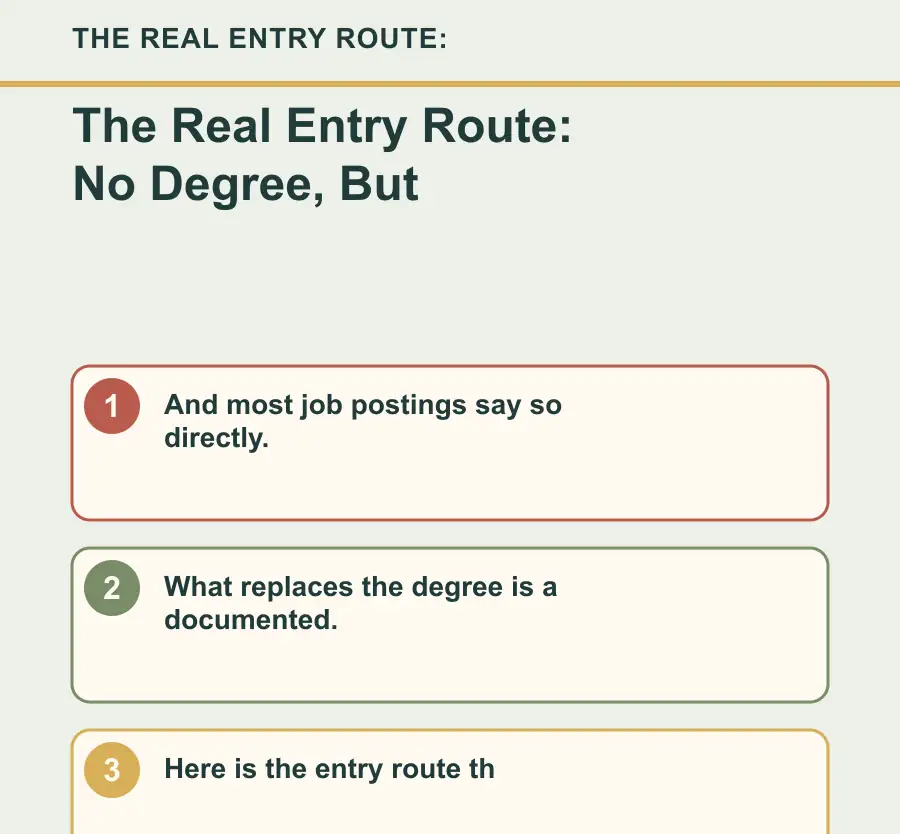 THE REAL ENTRY ROUTE:
The Real Entry Route:
No Degree, But
1
And most job postings say so
directly.
2
What replaces the degree is a
documented.
3
Here is the entry route th